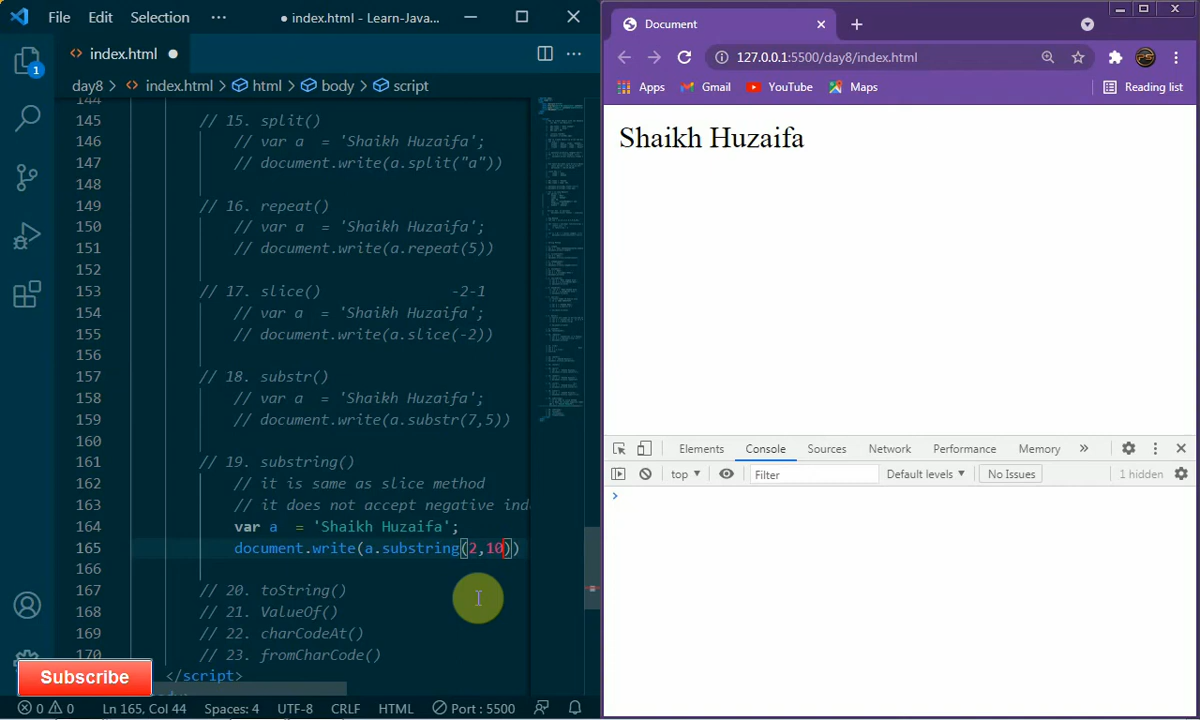 File Edit Selection ··· ● index.html - Learn-Java...
<> index.html ●
day8 > <> index.html > html > body > script
144
145 // 15. split()
146 // var a  = 'Shaikh Huzaifa';
147 // document.write(a.split("a"))
148
149 // 16. repeat()
150 // var a  = 'Shaikh Huzaifa';
151 // document.write(a.repeat(5))
152
153 // 17. slice()               -2-1
154 // var a  = 'Shaikh Huzaifa';
155 // document.write(a.slice(-2))
156
157 // 18. substr()
158 // var a  = 'Shaikh Huzaifa';
159 // document.write(a.substr(7,5))
160
161 // 19. substring()
162 // it is same as slice method
163 // it does not accept negative ind
164 var a  = 'Shaikh Huzaifa';
165 document.write(a.substring(2,10))
167 // 20. toString()
168 // 21. ValueOf()
169 // 22. charCodeAt()
170 // 23. fromCharCode()
</script>
1
Subscribe
0 0 Ln 165, Col 44 Spaces: 4 UTF-8 CRLF HTML Port : 5500
Document
127.0.0.1:5500/day8/index.html
Apps Gmail YouTube Maps Reading list
Shaikh Huzaifa
Elements Console Sources Network Performance Memory »
top ▼ Filter Default levels ▼ No Issues 1 hidden
>